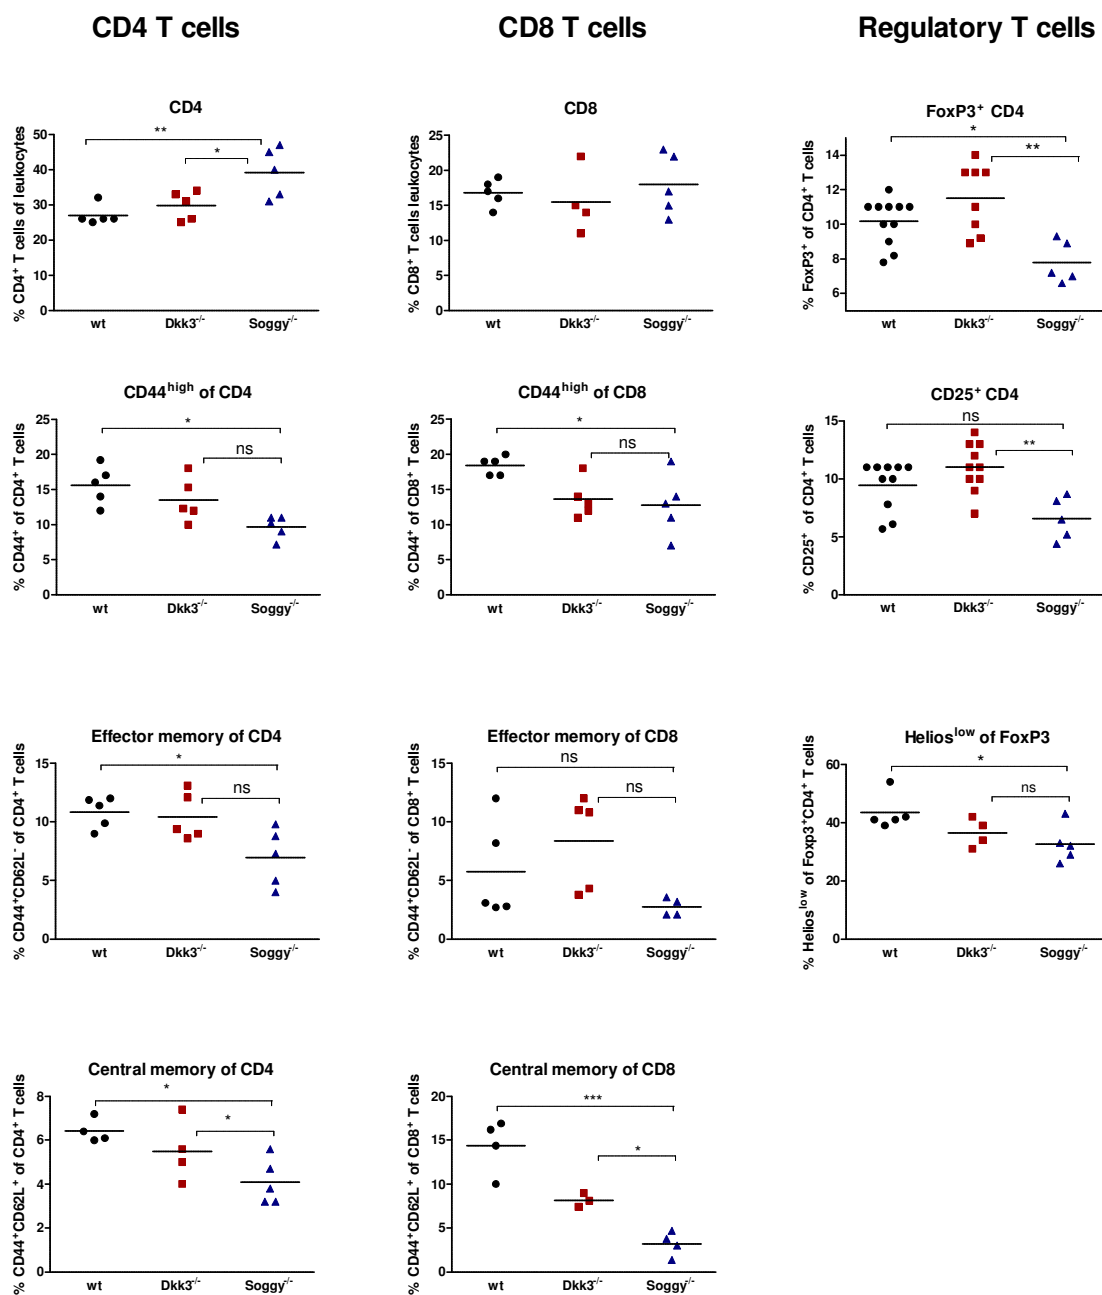 CD4 T cells
CD8 T cells
Regulatory T cells
CD4
% CD4⁺ T cells of leukocytes
50
40
30
20
10
0
**
*
wt
Dkk3⁻/⁻
Soggy⁻/⁻
CD8
% CD8⁺ T cells leukocytes
25
20
15
10
5
0
wt
Dkk3⁻/⁻
Soggy⁻/⁻
FoxP3⁺ CD4
% FoxP3⁺ of CD4⁺ T cells
14
12
10
8
6
*
**
wt
Dkk3⁻/⁻
Soggy⁻/⁻
CD44ʰⁱᵍʰ of CD4
% CD44⁺ of CD4⁺ T cells
25
20
15
10
5
0
*
ns
wt
Dkk3⁻/⁻
Soggy⁻/⁻
CD44ʰⁱᵍʰ of CD8
% CD44⁺ of CD8⁺ T cells
25
20
15
10
5
0
*
ns
wt
Dkk3⁻/⁻
Soggy⁻/⁻
CD25⁺ CD4
% CD25⁺ of CD4⁺ T cells
15
10
5
0
ns
**
wt
Dkk3⁻/⁻
Soggy⁻/⁻
Effector memory of CD4
% CD44⁺CD62L⁻ of CD4⁺ T cells
15
10
5
0
*
ns
wt
Dkk3⁻/⁻
Soggy⁻/⁻
Effector memory of CD8
% CD44⁺CD62L⁻ of CD8⁺ T cells
15
10
5
0
ns
ns
wt
Dkk3⁻/⁻
Soggy⁻/⁻
Heliosˡᵒʷ of FoxP3
% Heliosˡᵒʷ of Foxp3⁺CD4⁺ T cells
60
40
20
0
*
ns
wt
Dkk3⁻/⁻
Soggy⁻/⁻
Central memory of CD4
% CD44⁺CD62L⁺ of CD4⁺ T cells
8
6
4
2
0
*
*
wt
Dkk3⁻/⁻
Soggy⁻/⁻
Central memory of CD8
% CD44⁺CD62L⁺ of CD8⁺ T cells
20
15
10
5
0
***
*
wt
Dkk3⁻/⁻
Soggy⁻/⁻